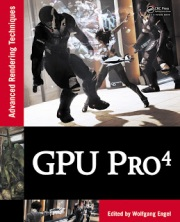 CRC Press
Advanced Rendering Techniques
GPU PRO⁴
Edited by Wolfgang Engel